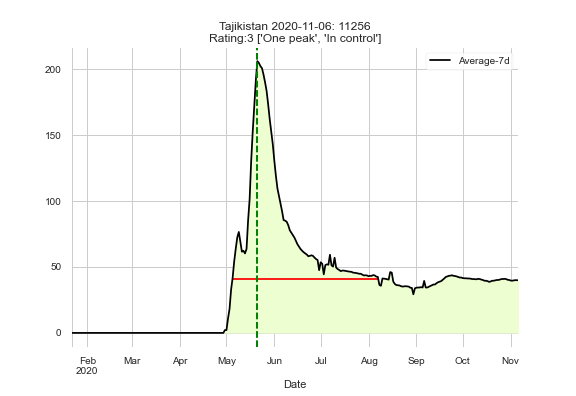 Tajikistan 2020-11-06: 11256
Rating:3 ['One peak', 'In control']
Average-7d
200
150
100
50
0
Feb Mar Apr May Jun Jul Aug Sep Oct Nov
2020
Date